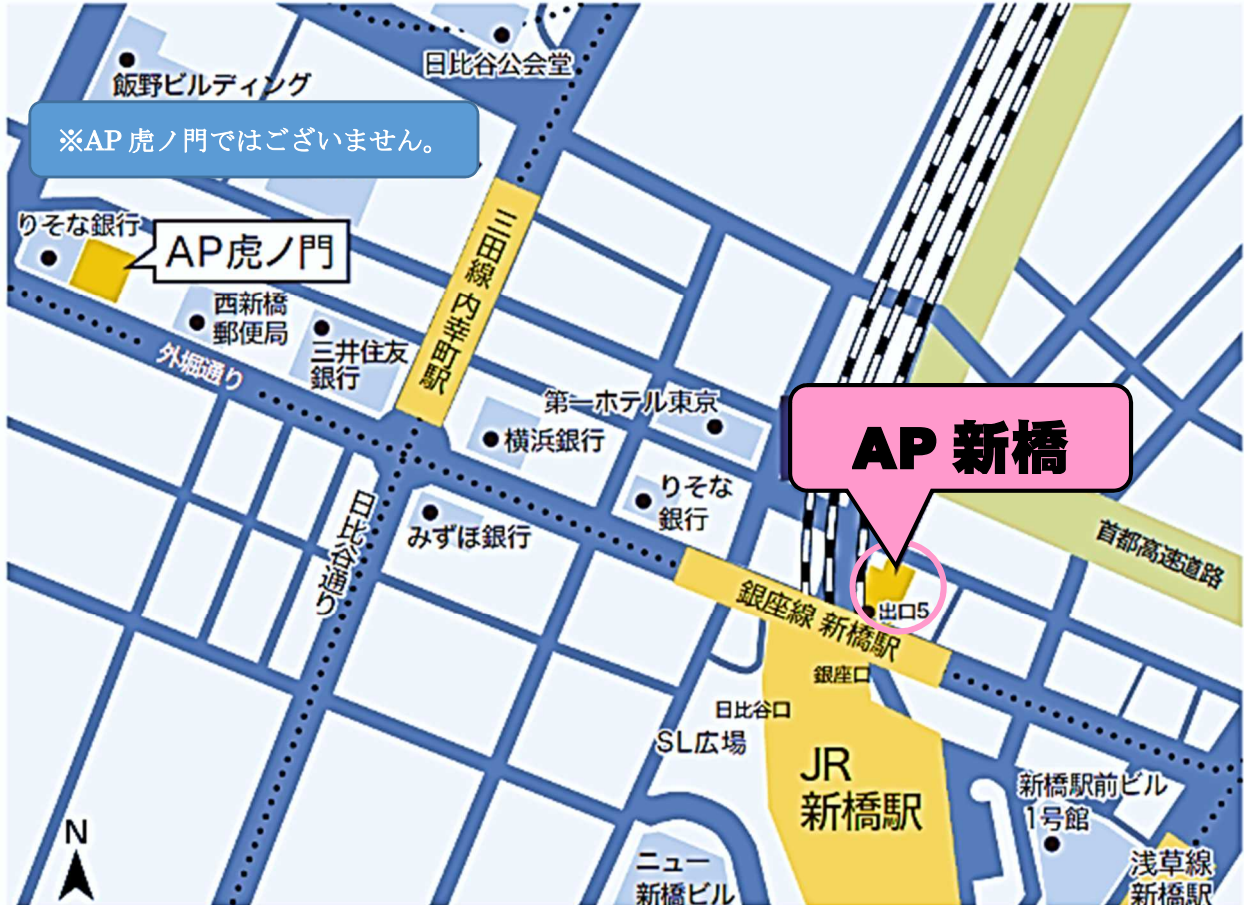 日比谷公会堂
飯野ビルディング
※AP 虎ノ門ではございません。
りそな銀行
AP虎ノ門
三田線 内幸町駅
西新橋
郵便局
三井住友
銀行
外堀通り
第一ホテル東京
横浜銀行
AP 新橋
りそな
銀行
みずほ銀行
日比谷通り
首都高速道路
銀座線 新橋駅
出口5
銀座口
日比谷口
SL広場
JR
新橋駅
新橋駅前ビル
1号館
N
ニュー
新橋ビル
浅草線
新橋駅